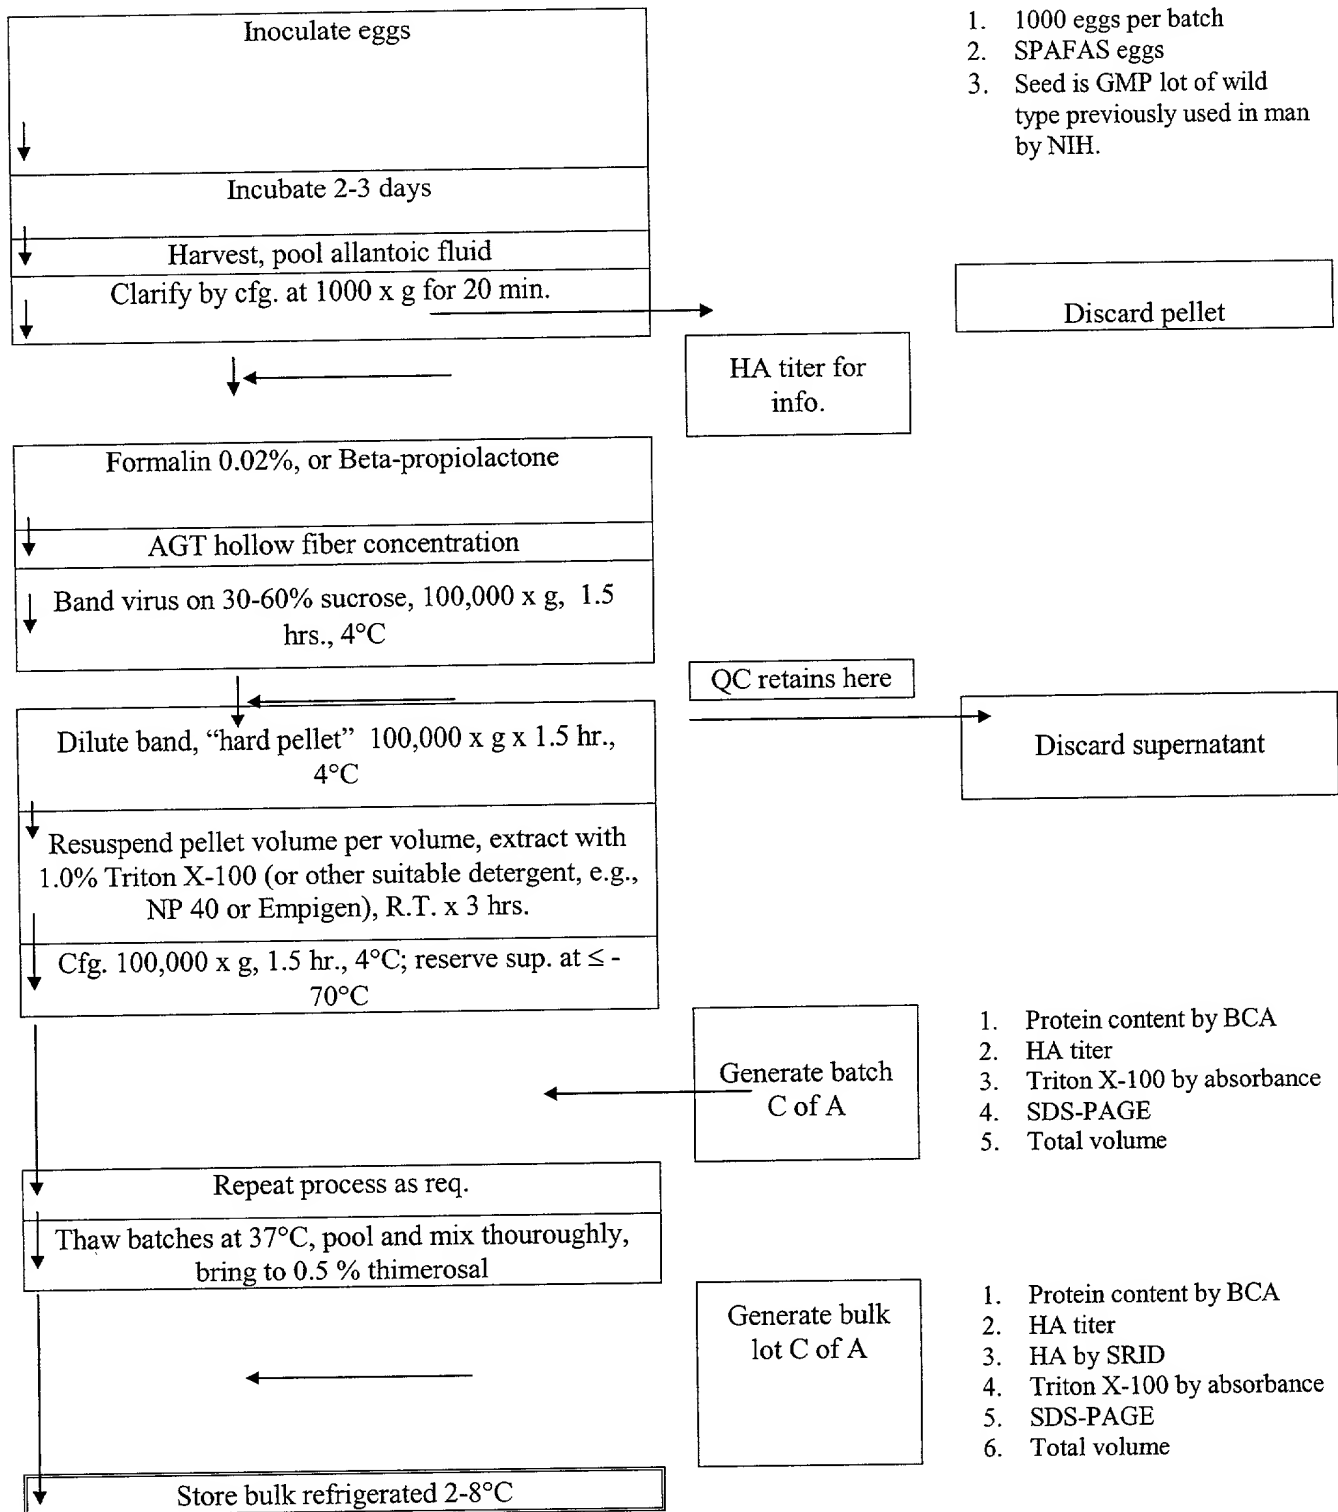 Inoculate eggs
1. 1000 eggs per batch
2. SPAFAS eggs
3. Seed is GMP lot of wild
type previously used in man
by NIH.
Incubate 2-3 days
Harvest, pool allantoic fluid
Clarify by cfg. at 1000 x g for 20 min.
Discard pellet
HA titer for
info.
Formalin 0.02%, or Beta-propiolactone
AGT hollow fiber concentration
Band virus on 30-60% sucrose, 100,000 x g, 1.5
hrs., 4°C
QC retains here
Dilute band, “hard pellet” 100,000 x g x 1.5 hr.,
4°C
Discard supernatant
Resuspend pellet volume per volume, extract with
1.0% Triton X-100 (or other suitable detergent, e.g.,
NP 40 or Empigen), R.T. x 3 hrs.
Cfg. 100,000 x g, 1.5 hr., 4°C; reserve sup. at ≤ -
70°C
Generate batch
C of A
1. Protein content by BCA
2. HA titer
3. Triton X-100 by absorbance
4. SDS-PAGE
5. Total volume
Repeat process as req.
Thaw batches at 37°C, pool and mix thouroughly,
bring to 0.5 % thimerosal
Generate bulk
lot C of A
1. Protein content by BCA
2. HA titer
3. HA by SRID
4. Triton X-100 by absorbance
5. SDS-PAGE
6. Total volume
Store bulk refrigerated 2-8°C